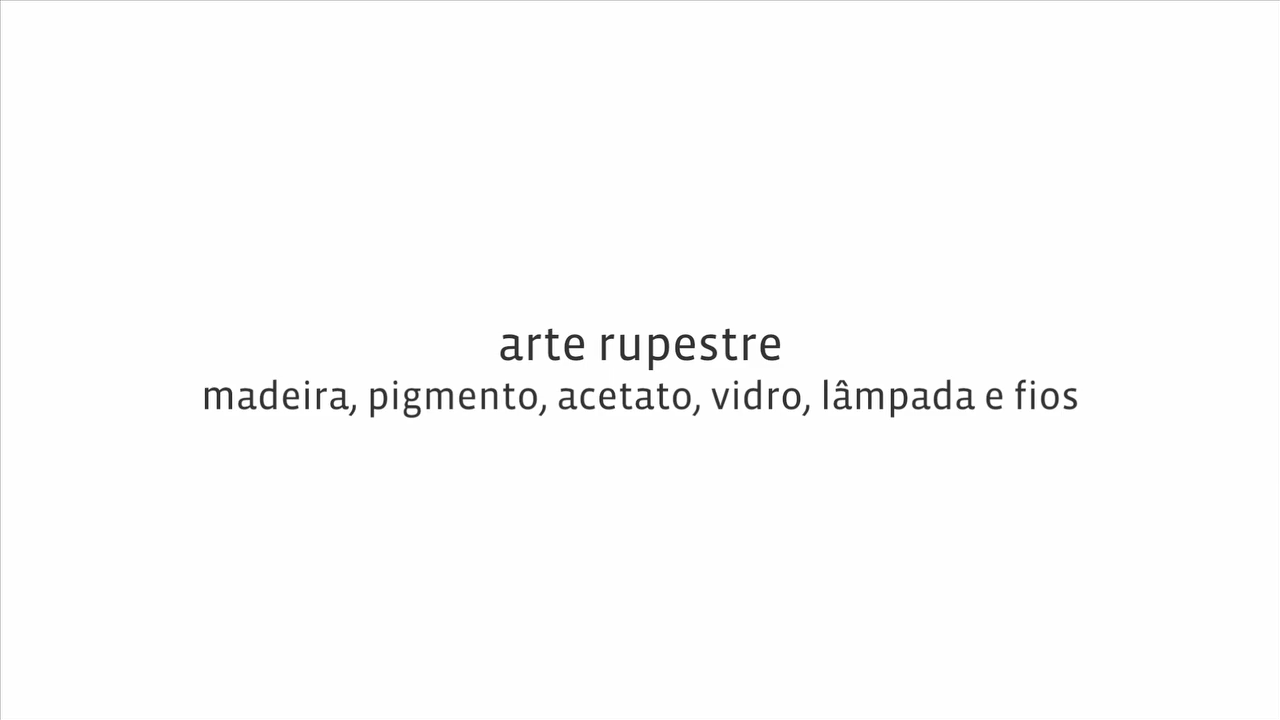 arte rupestre
madeira, pigmento, acetato, vidro, lâmpada e fios